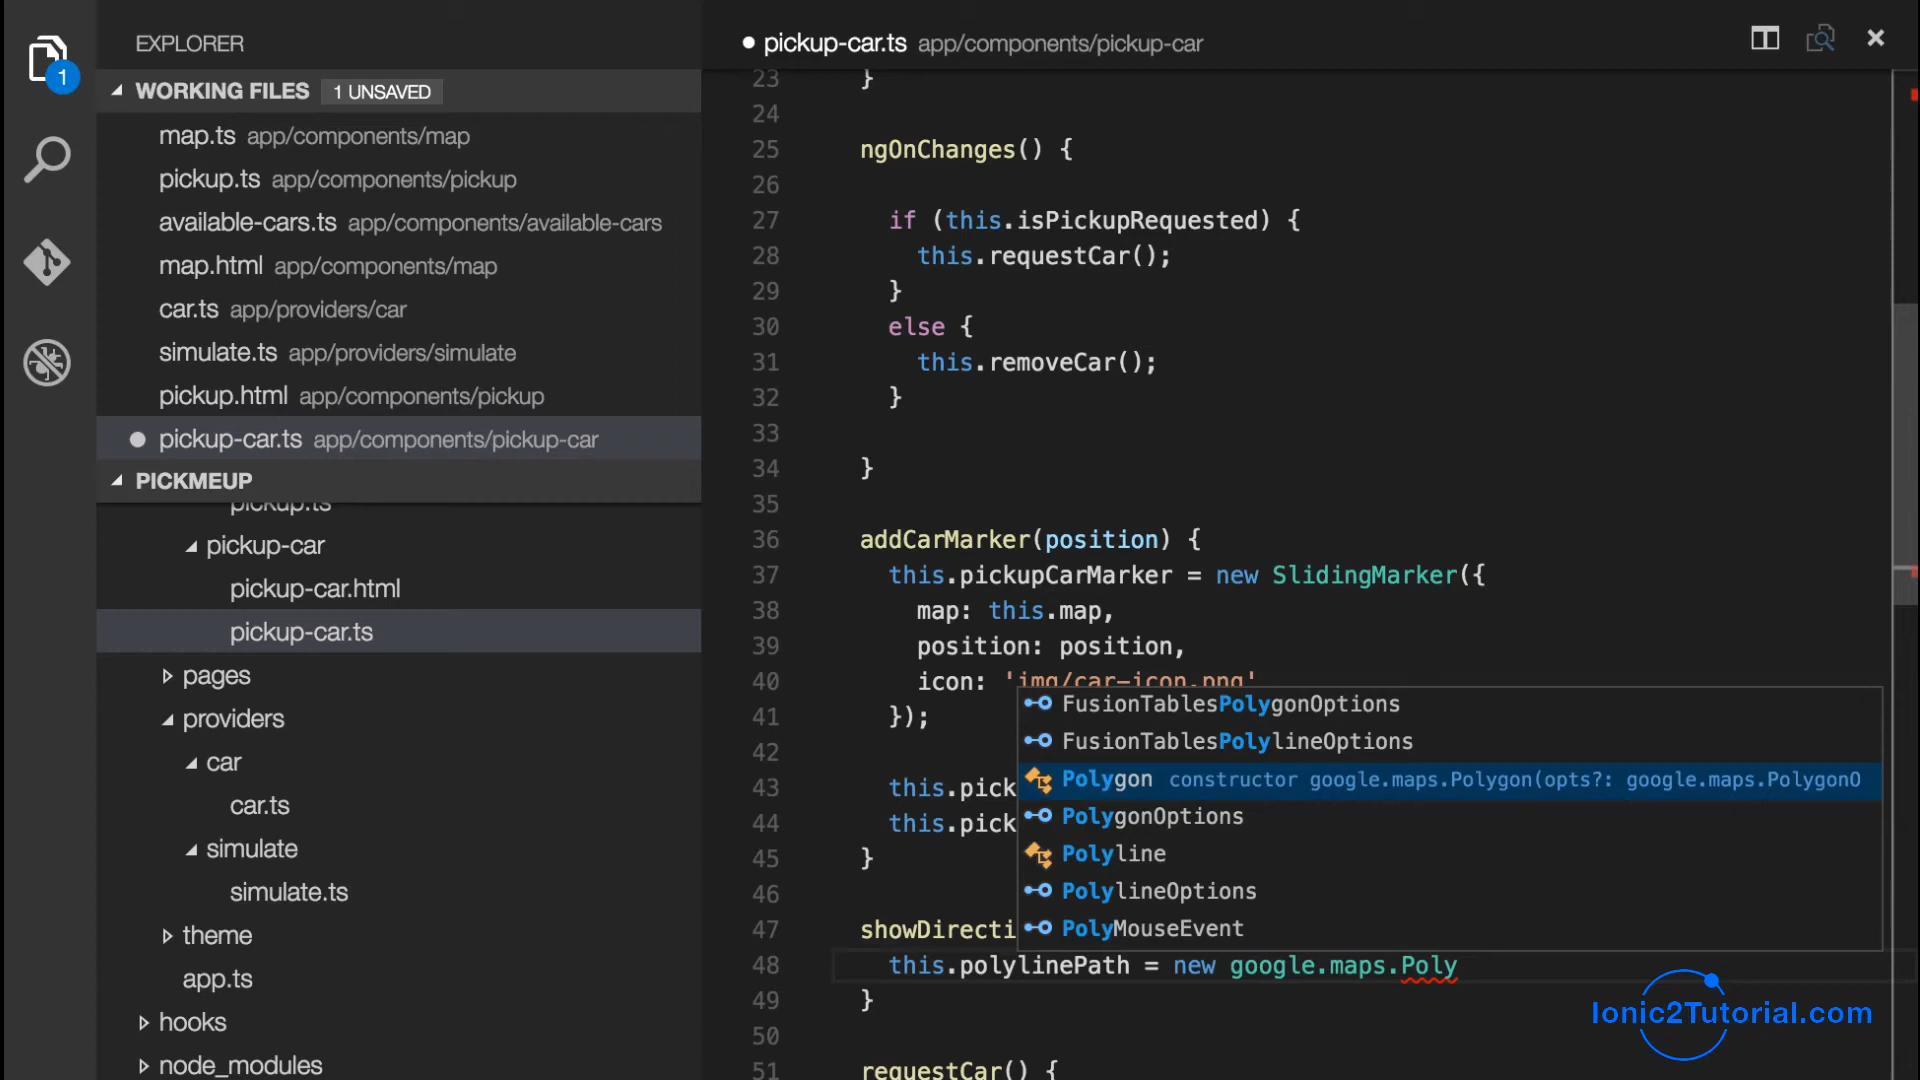 EXPLORER
WORKING FILES 1 UNSAVED
map.ts app/components/map
pickup.ts app/components/pickup
available-cars.ts app/components/available-cars
map.html app/components/map
car.ts app/providers/car
simulate.ts app/providers/simulate
pickup.html app/components/pickup
pickup-car.ts app/components/pickup-car
PICKMEUP
pickup.ts
pickup-car
pickup-car.html
pickup-car.ts
pages
providers
car
car.ts
simulate
simulate.ts
theme
app.ts
hooks
node_modules
1
pickup-car.ts app/components/pickup-car
23 }
24
25 ngOnChanges() {
26
27 if (this.isPickupRequested) {
28 this.requestCar();
29 }
30 else {
31 this.removeCar();
32 }
33
34 }
35
36 addCarMarker(position) {
37 this.pickupCarMarker = new SlidingMarker({
38 map: this.map,
39 position: position,
40 icon: 'img/car-icon.png'
41 });
42
43 this.pick
44 this.pick
45 }
46
47 showDirecti
48 this.polylinePath = new google.maps.Poly
49 }
50
51 requestCar() {
FusionTablesPolygonOptions
FusionTablesPolylineOptions
Polygon constructor google.maps.Polygon(opts?: google.maps.PolygonO
PolygonOptions
Polyline
PolylineOptions
PolyMouseEvent
Ionic2Tutorial.com